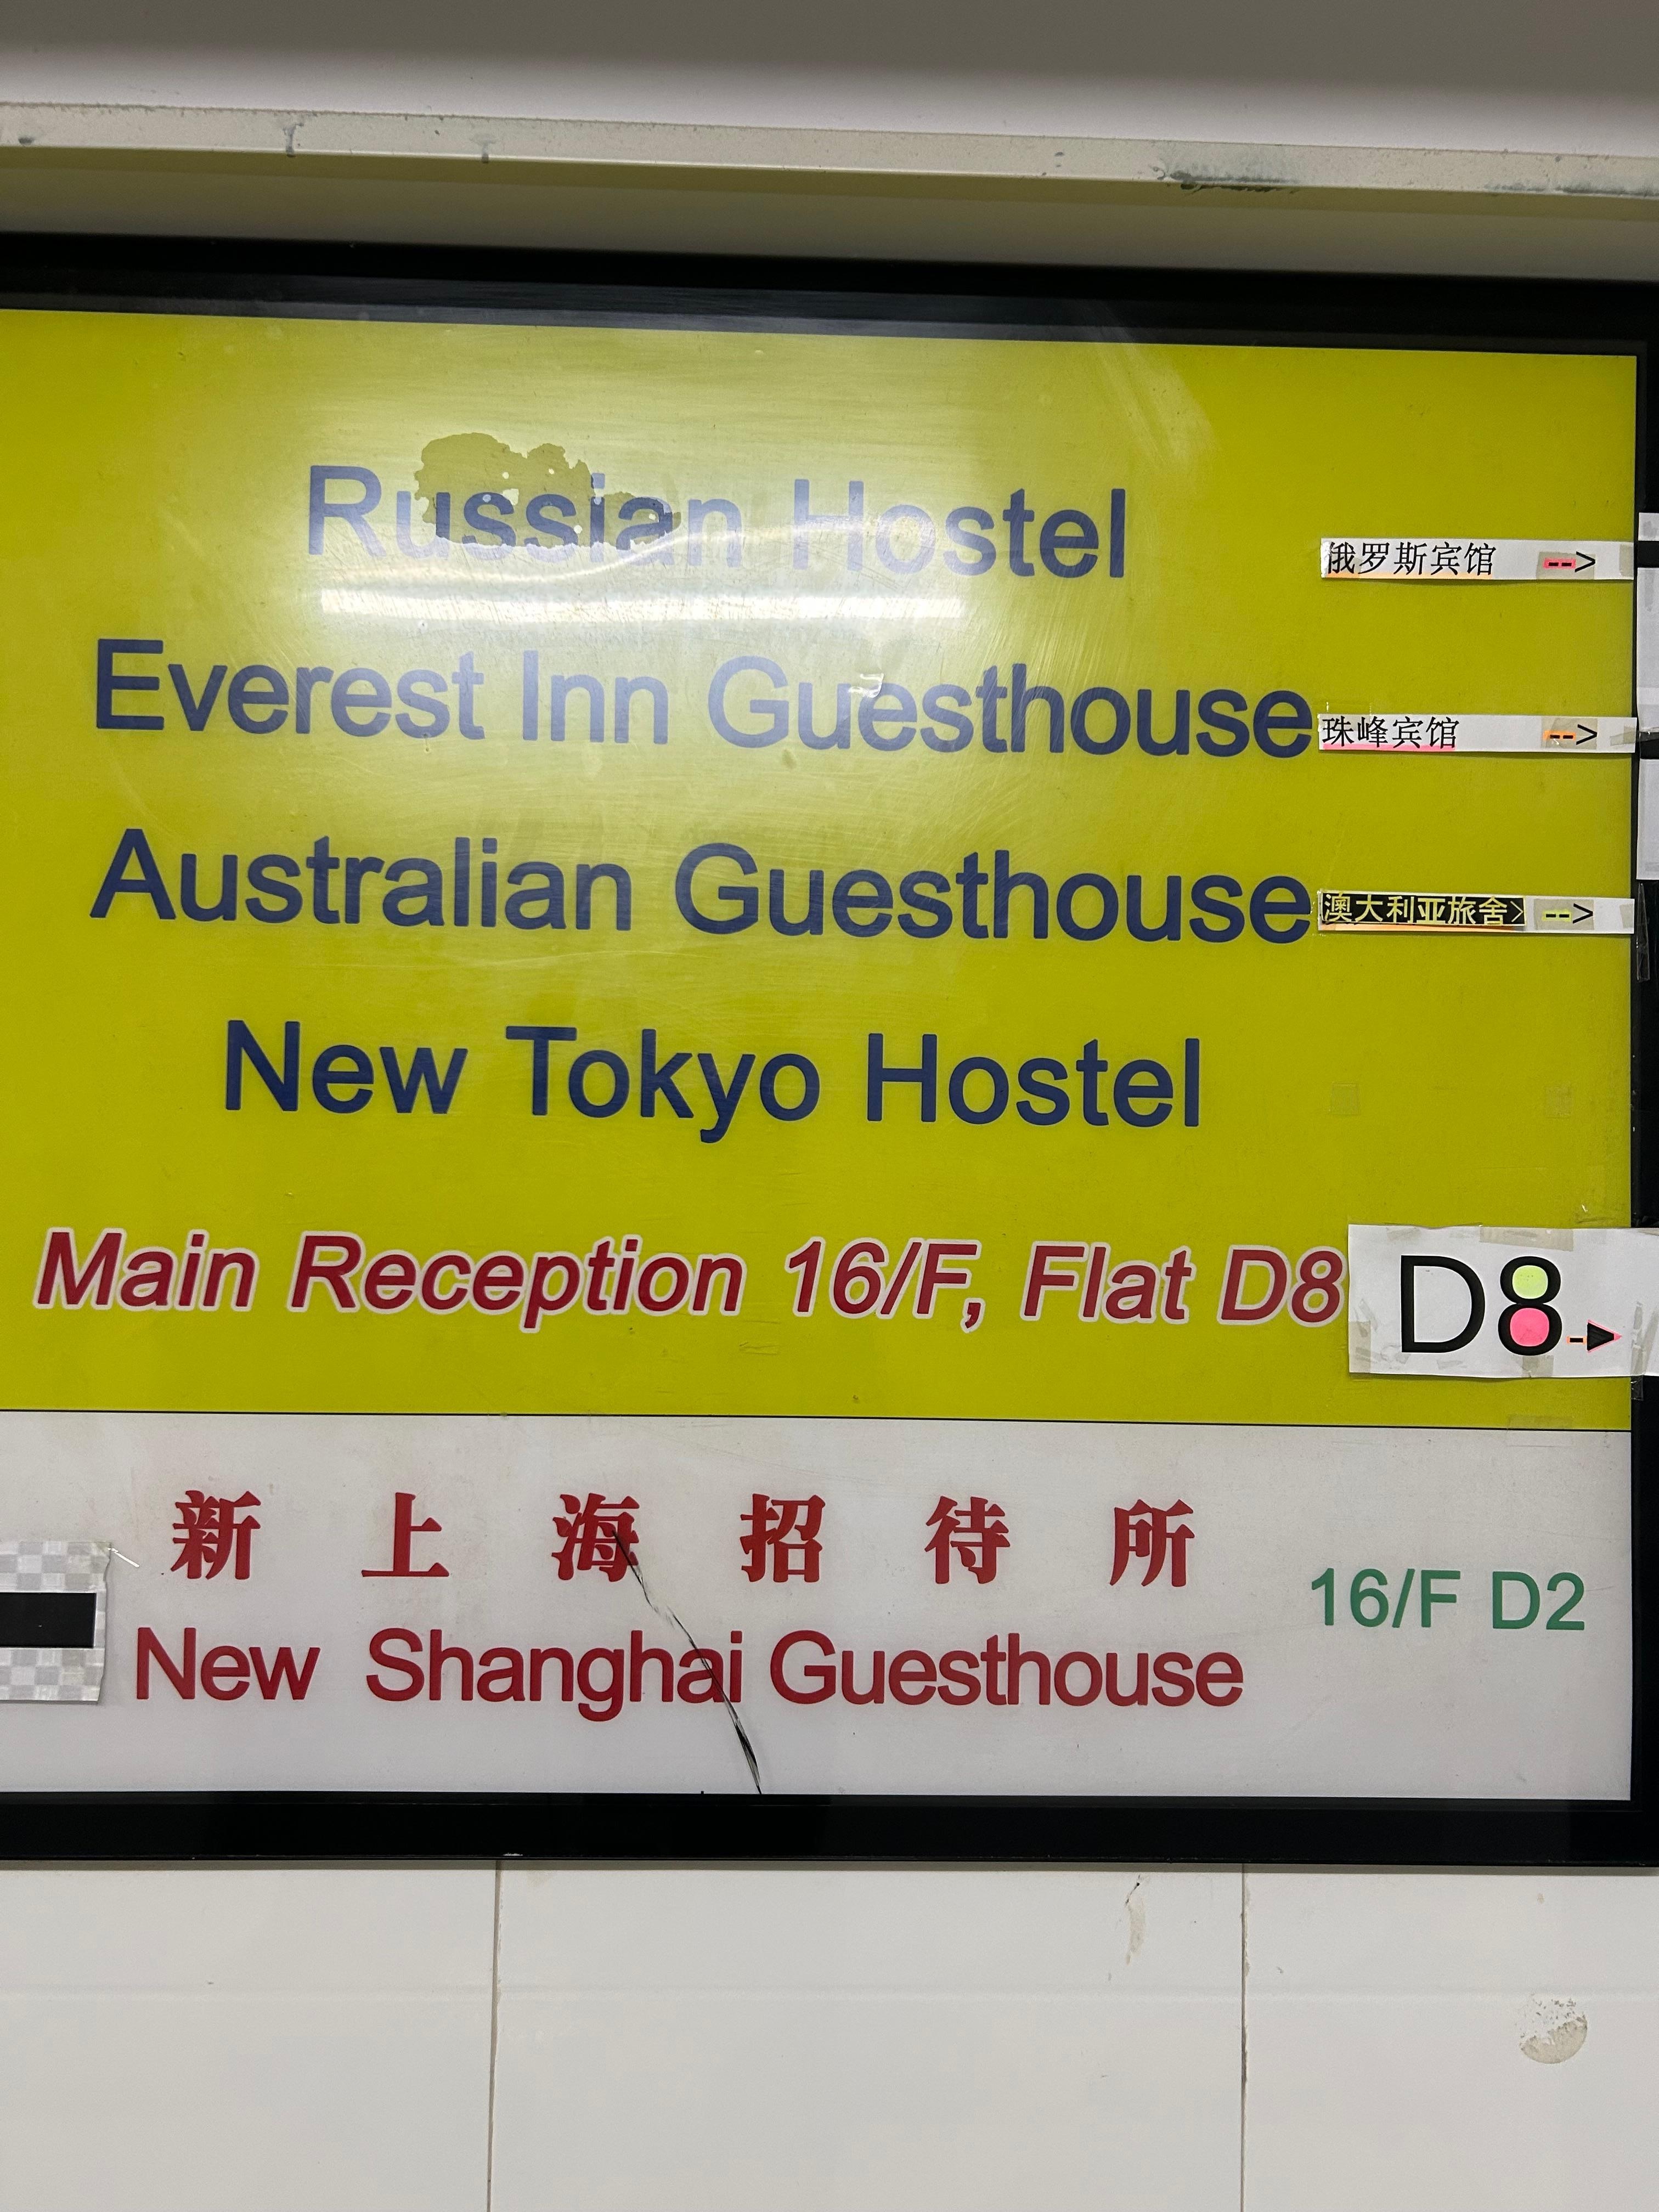 Russian Hostel 俄罗斯宾馆 -->
Everest Inn Guesthouse 珠峰宾馆 -->
Australian Guesthouse 澳大利亚旅舍> -->
New Tokyo Hostel
Main Reception 16/F, Flat D8 D8 ->
新上海招待所
New Shanghai Guesthouse 16/F D2